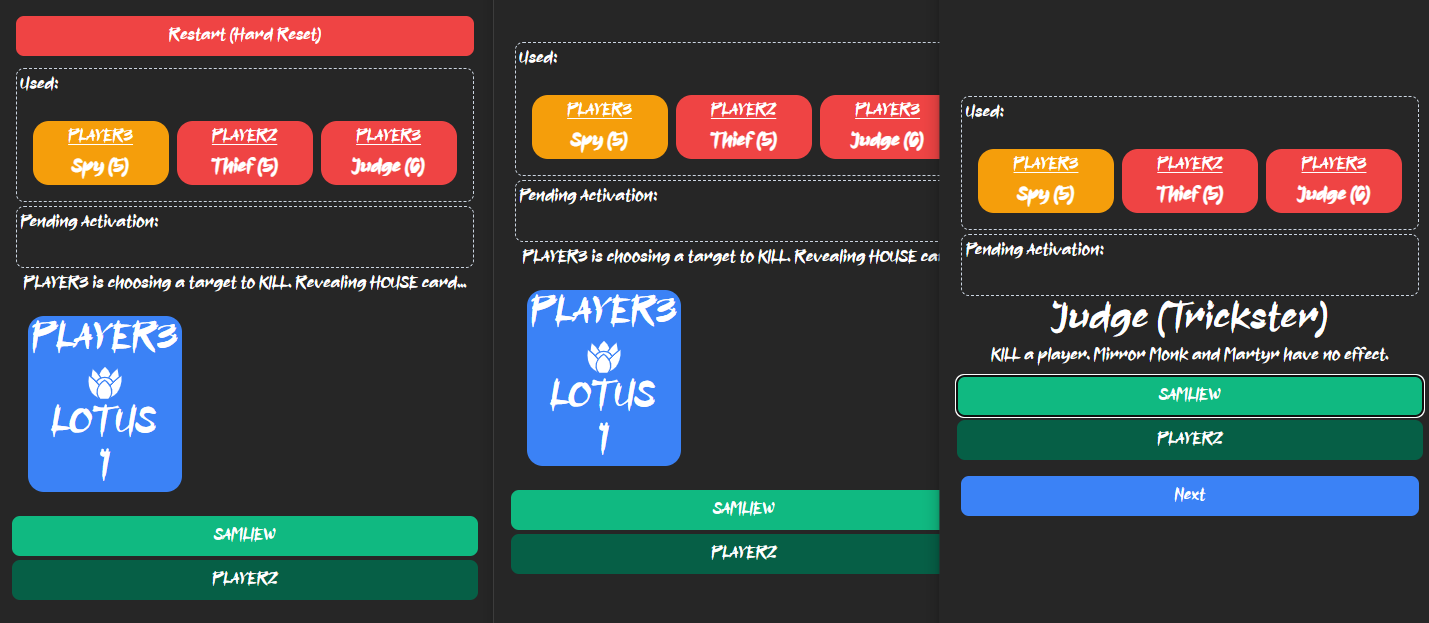 Restart (Hard Reset)
Used:
PLAYER3
Spy (5)
PLAYER2
Thief (5)
PLAYER3
Judge (6)
Pending Activation:
PLAYER3 is choosing a target to KILL. Revealing HOUSE card...
PLAYER3
LOTUS
1
SAMLIEW
PLAYER2
Used:
PLAYER3
Spy (5)
PLAYER2
Thief (5)
PLAYER3
Judge (6)
Pending Activation:
PLAYER3 is choosing a target to KILL. Revealing HOUSE
PLAYER3
LOTUS
1
SAMLIEW
PLAYER2
Used:
PLAYER3
Spy (5)
PLAYER2
Thief (5)
PLAYER3
Judge (6)
Pending Activation:
Judge (Trickster)
KILL a player. Mirror Monk and Martyr have no effect.
SAMLIEW
PLAYER2
Next